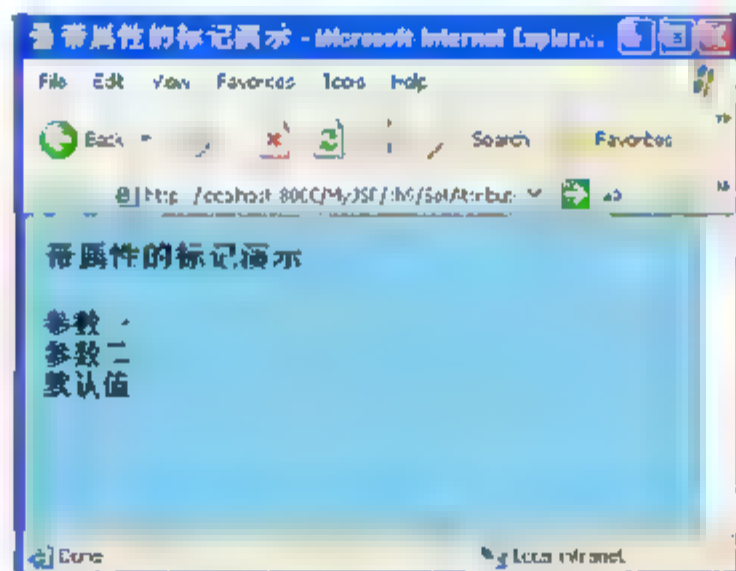 带属性的标记演示 - Microsoft Internet Explor...
File Edit View Favorites Tools Help
Back Search Favorites
带属性的标记演示
参数一
参数二
默认值
Done Local intranet